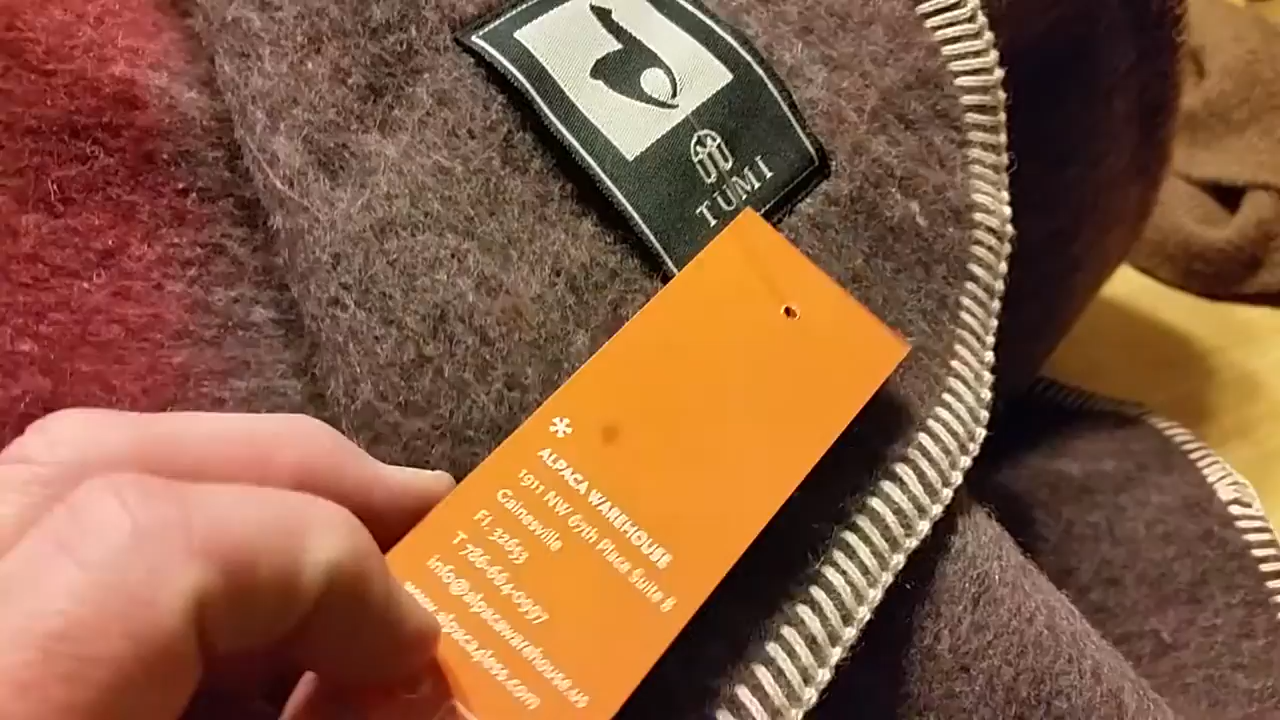 TUMI
ALPACA WAREHOUSE
1911 NW 67th Place Suite 8
Gainesville
Fl. 32653
T 786-664-0997
info@alpacawarehouse.us
www.alpacapless.com